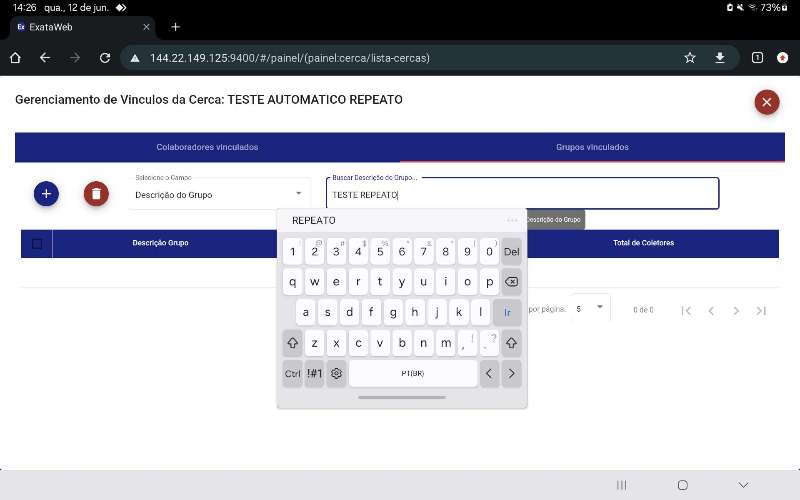 14:26 qua., 12 de jun.
73%
Ex ExataWeb
144.22.149.125:9400/#/painel/(painel:cerca/lista-cercas)
1
Gerenciamento de Vinculos da Cerca: TESTE AUTOMATICO REPEATO
Colaboradores vinculados
Grupos vinculados
Selecione o Campo
Descrição do Grupo
Buscar Descrição do Grupo...
TESTE REPEATO
Descrição do Grupo
Descrição Grupo
Total de Coletores
por página:
5
0 de 0
REPEATO
1 2 3 4 5 6 7 8 9 0 Del
q w e r t y u i o p
a s d f g h j k l Ir
z x c v b n m , ! . ?
Ctrl !#1 PT(BR) < >